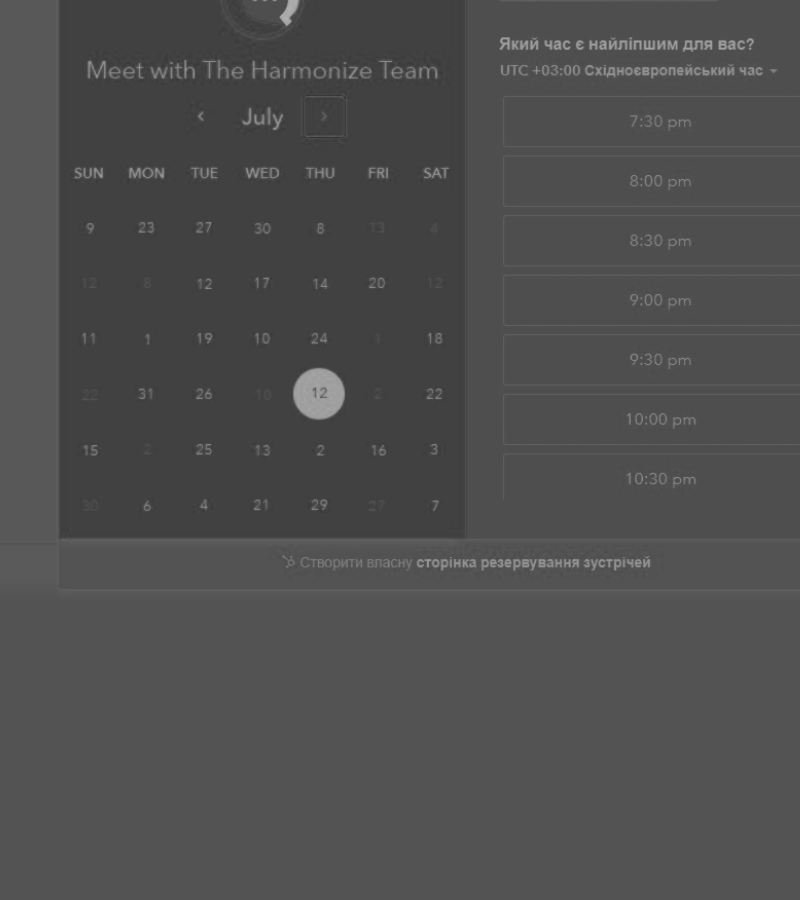 Meet with The Harmonize Team
July
SUN MON TUE WED THU FRI SAT
9 23 27 30 8 13 4
12 8 12 17 14 20 12
11 1 19 10 24 1 18
22 31 26 10 12 2 22
15 2 25 13 2 16 3
30 6 4 21 29 27 7
Який час є найліпшим для вас?
UTC +03:00 Східноєвропейський час
7:30 pm
8:00 pm
8:30 pm
9:00 pm
9:30 pm
10:00 pm
10:30 pm
Створити власну сторінка резервування зустрічей